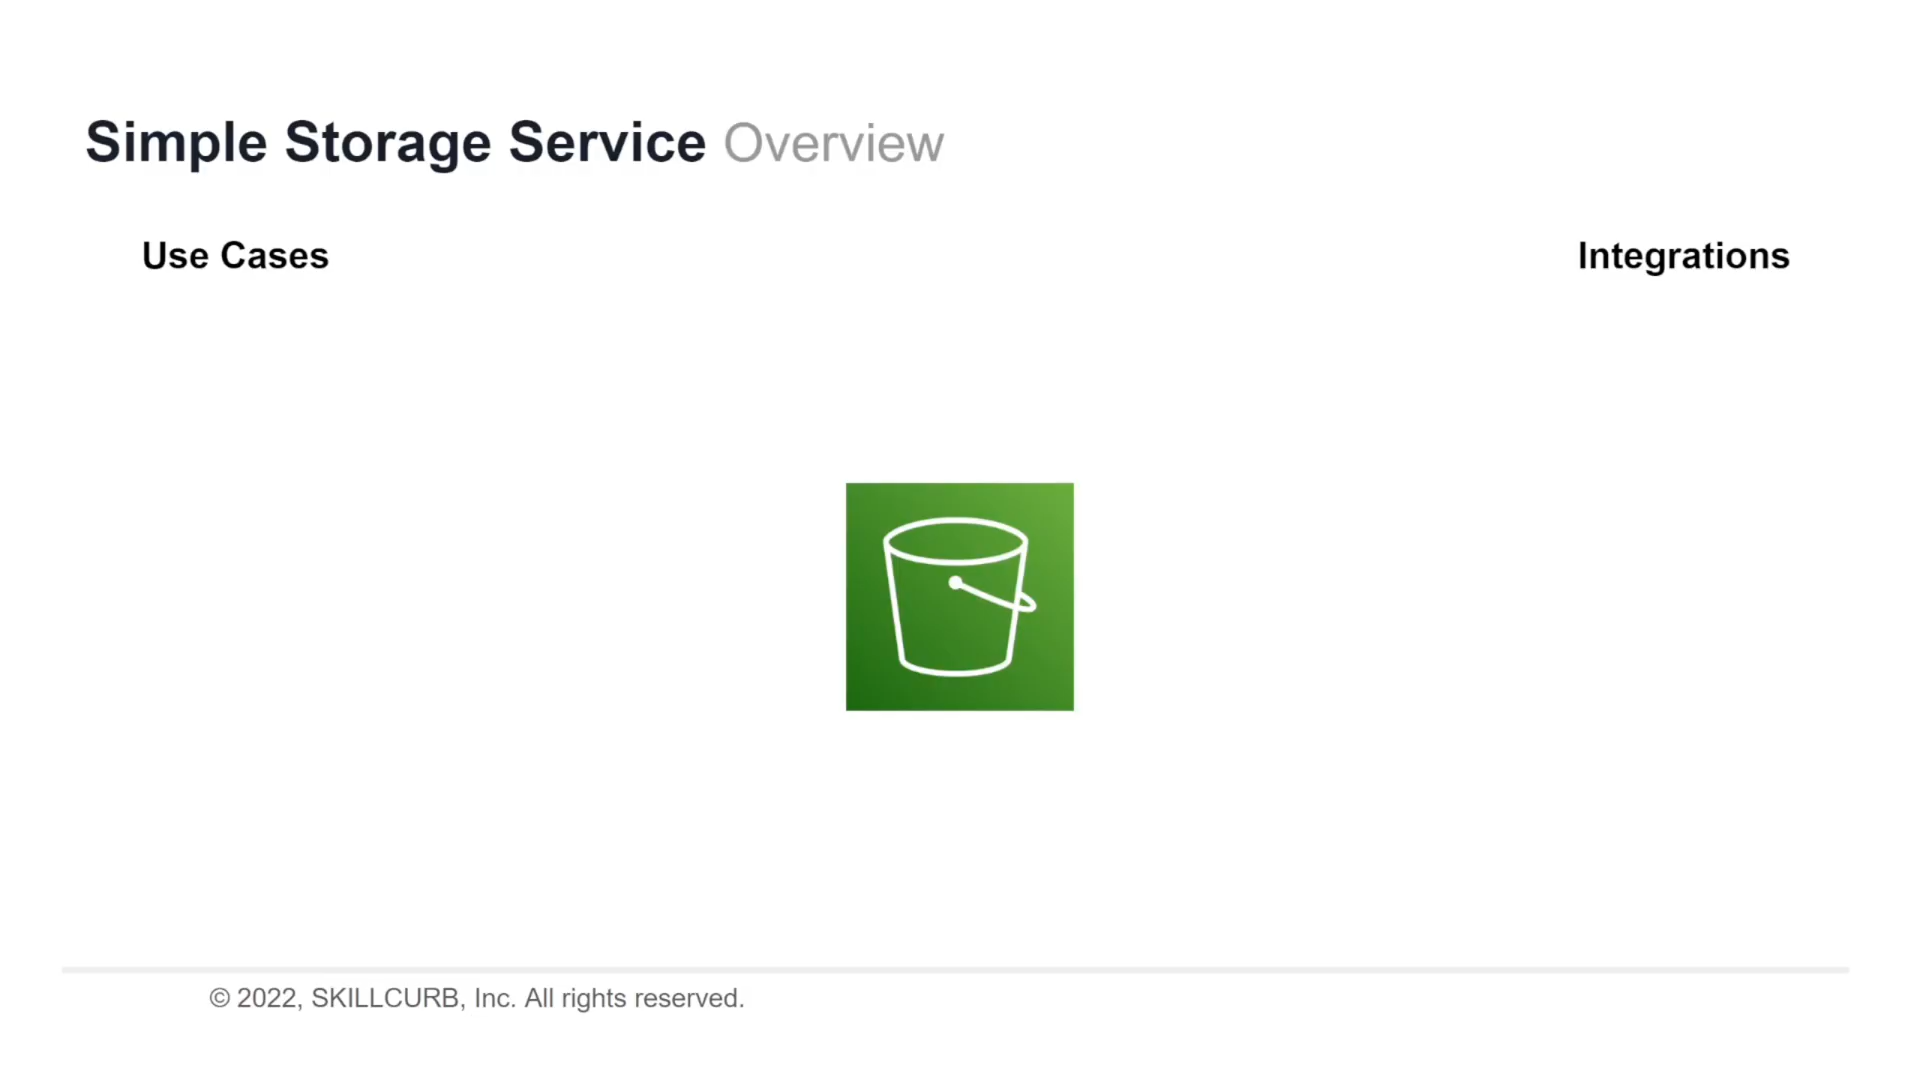 Simple Storage Service Overview
Use Cases
Integrations
© 2022, SKILLCURB, Inc. All rights reserved.